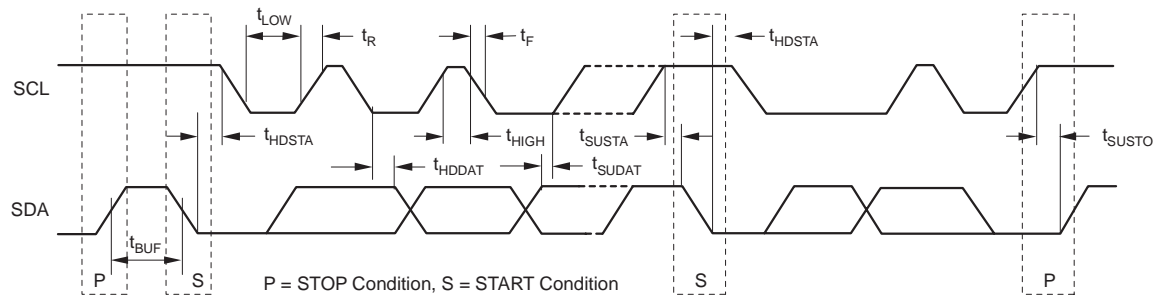 tLOW
tR
tF
tHDSTA
SCL
tHDSTA
tHIGH
tSUSTA
tSUSTO
tHDDAT
tSUDAT
SDA
tBUF
P
S
P = STOP Condition, S = START Condition
S
P